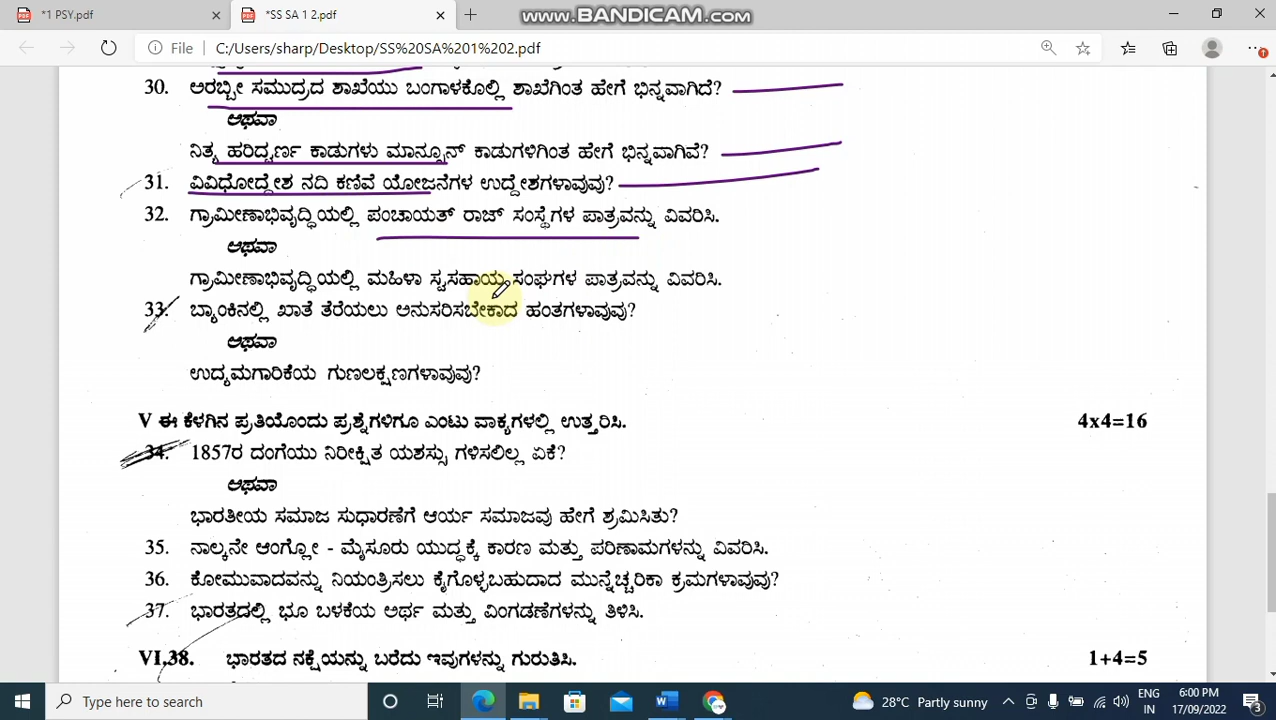 www.BANDICAM.com
*1 PSY.pdf
*SS SA 1 2.pdf
File C:/Users/sharp/Desktop/SS%20SA%201%202.pdf
30. ಅರಬ್ಬೀ ಸಮುದ್ರದ ಶಾಖೆಯು ಬಂಗಾಳಕೊಲ್ಲಿ ಶಾಖೆಗಿಂತ ಹೇಗೆ ಭಿನ್ನವಾಗಿದೆ?
ಅಥವಾ
ನಿತ್ಯ ಹರಿದ್ವರ್ಣ ಕಾಡುಗಳು ಮಾನ್ಸೂನ್ ಕಾಡುಗಳಿಗಿಂತ ಹೇಗೆ ಭಿನ್ನವಾಗಿವೆ?
31. ವಿವಿಧೋದ್ದೇಶ ನದಿ ಕಣಿವೆ ಯೋಜನೆಗಳ ಉದ್ದೇಶಗಳಾವುವು?
32. ಗ್ರಾಮೀಣಾಭಿವೃದ್ಧಿಯಲ್ಲಿ ಪಂಚಾಯತ್ ರಾಜ್ ಸಂಸ್ಥೆಗಳ ಪಾತ್ರವನ್ನು ವಿವರಿಸಿ.
ಅಥವಾ
ಗ್ರಾಮೀಣಾಭಿವೃದ್ಧಿಯಲ್ಲಿ ಮಹಿಳಾ ಸ್ವಸಹಾಯ ಸಂಘಗಳ ಪಾತ್ರವನ್ನು ವಿವರಿಸಿ.
33. ಬ್ಯಾಂಕಿನಲ್ಲಿ ಖಾತೆ ತೆರೆಯಲು ಅನುಸರಿಸಬೇಕಾದ ಹಂತಗಳಾವುವು?
ಅಥವಾ
ಉದ್ಯಮಗಾರಿಕೆಯ ಗುಣಲಕ್ಷಣಗಳಾವುವು?
V ಈ ಕೆಳಗಿನ ಪ್ರತಿಯೊಂದು ಪ್ರಶ್ನೆಗಳಿಗೂ ಎಂಟು ವಾಕ್ಯಗಳಲ್ಲಿ ಉತ್ತರಿಸಿ. 4x4=16
34. 1857ರ ದಂಗೆಯು ನಿರೀಕ್ಷಿತ ಯಶಸ್ಸು ಗಳಿಸಲಿಲ್ಲ ಏಕೆ?
ಅಥವಾ
ಭಾರತೀಯ ಸಮಾಜ ಸುಧಾರಣೆಗೆ ಆರ್ಯ ಸಮಾಜವು ಹೇಗೆ ಶ್ರಮಿಸಿತು?
35. ನಾಲ್ಕನೇ ಆಂಗ್ಲೋ - ಮೈಸೂರು ಯುದ್ಧಕ್ಕೆ ಕಾರಣ ಮತ್ತು ಪರಿಣಾಮಗಳನ್ನು ವಿವರಿಸಿ.
36. ಕೋಮುವಾದವನ್ನು ನಿಯಂತ್ರಿಸಲು ಕೈಗೊಳ್ಳಬಹುದಾದ ಮುನ್ನೆಚ್ಚರಿಕಾ ಕ್ರಮಗಳಾವುವು?
37. ಭಾರತದಲ್ಲಿ ಭೂ ಬಳಕೆಯ ಅರ್ಥ ಮತ್ತು ವಿಂಗಡಣೆಗಳನ್ನು ತಿಳಿಸಿ.
VI.38. ಭಾರತದ ನಕ್ಷೆಯನ್ನು ಬರೆದು ಇವುಗಳನ್ನು ಗುರುತಿಸಿ. 1+4=5
Type here to search
28°C Partly sunny
ENG
IN
6:00 PM
17/09/2022
3